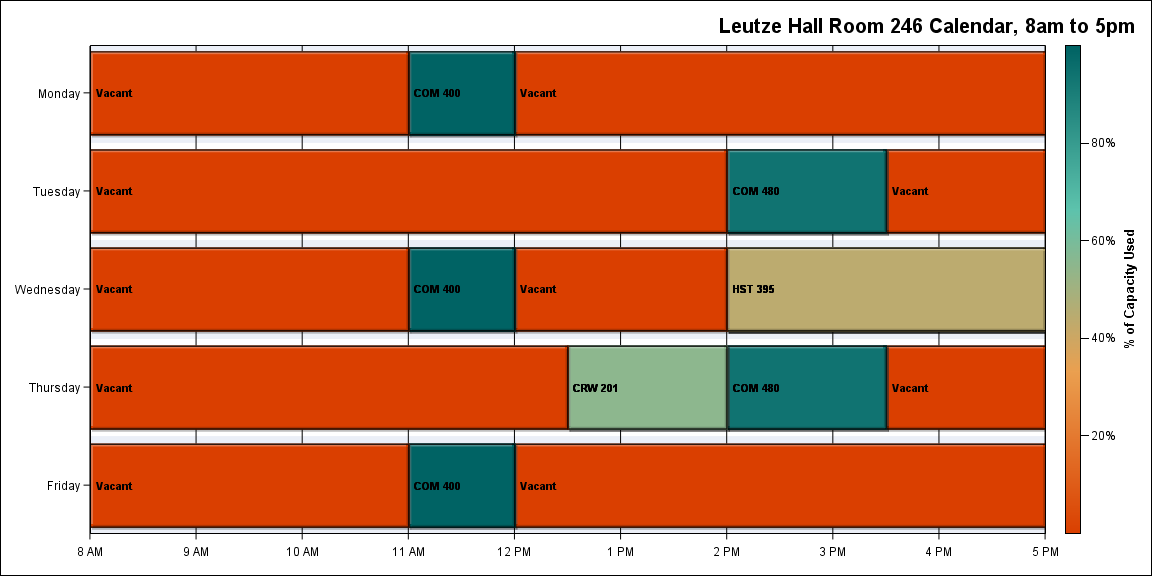 Leutze Hall Room 246 Calendar, 8am to 5pm
Monday
Vacant
COM 400
Vacant
Tuesday
Vacant
COM 480
Vacant
Wednesday
Vacant
COM 400
Vacant
HST 395
Thursday
Vacant
CRW 201
COM 480
Vacant
Friday
Vacant
COM 400
Vacant
8 AM
9 AM
10 AM
11 AM
12 PM
1 PM
2 PM
3 PM
4 PM
5 PM
80%
60%
40%
20%
% of Capacity Used